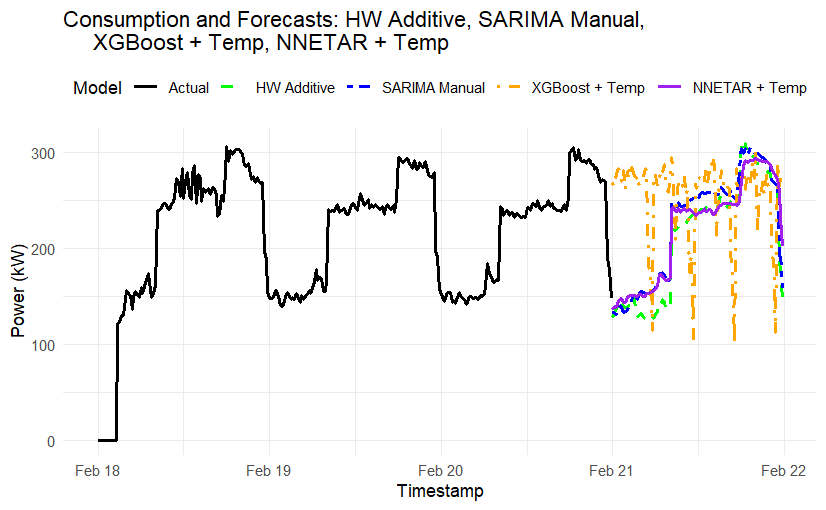 Consumption and Forecasts: HW Additive, SARIMA Manual,
XGBoost + Temp, NNETAR + Temp
Model Actual HW Additive SARIMA Manual XGBoost + Temp NNETAR + Temp
Power (kW)
300
200
100
0
Feb 18 Feb 19 Feb 20 Feb 21 Feb 22
Timestamp